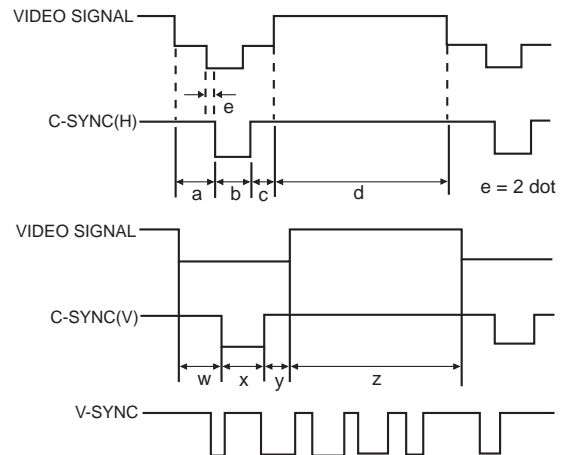 VIDEO SIGNAL
e
C-SYNC(H)
a b c d
e = 2 dot
VIDEO SIGNAL
C-SYNC(V)
w x y z
V-SYNC